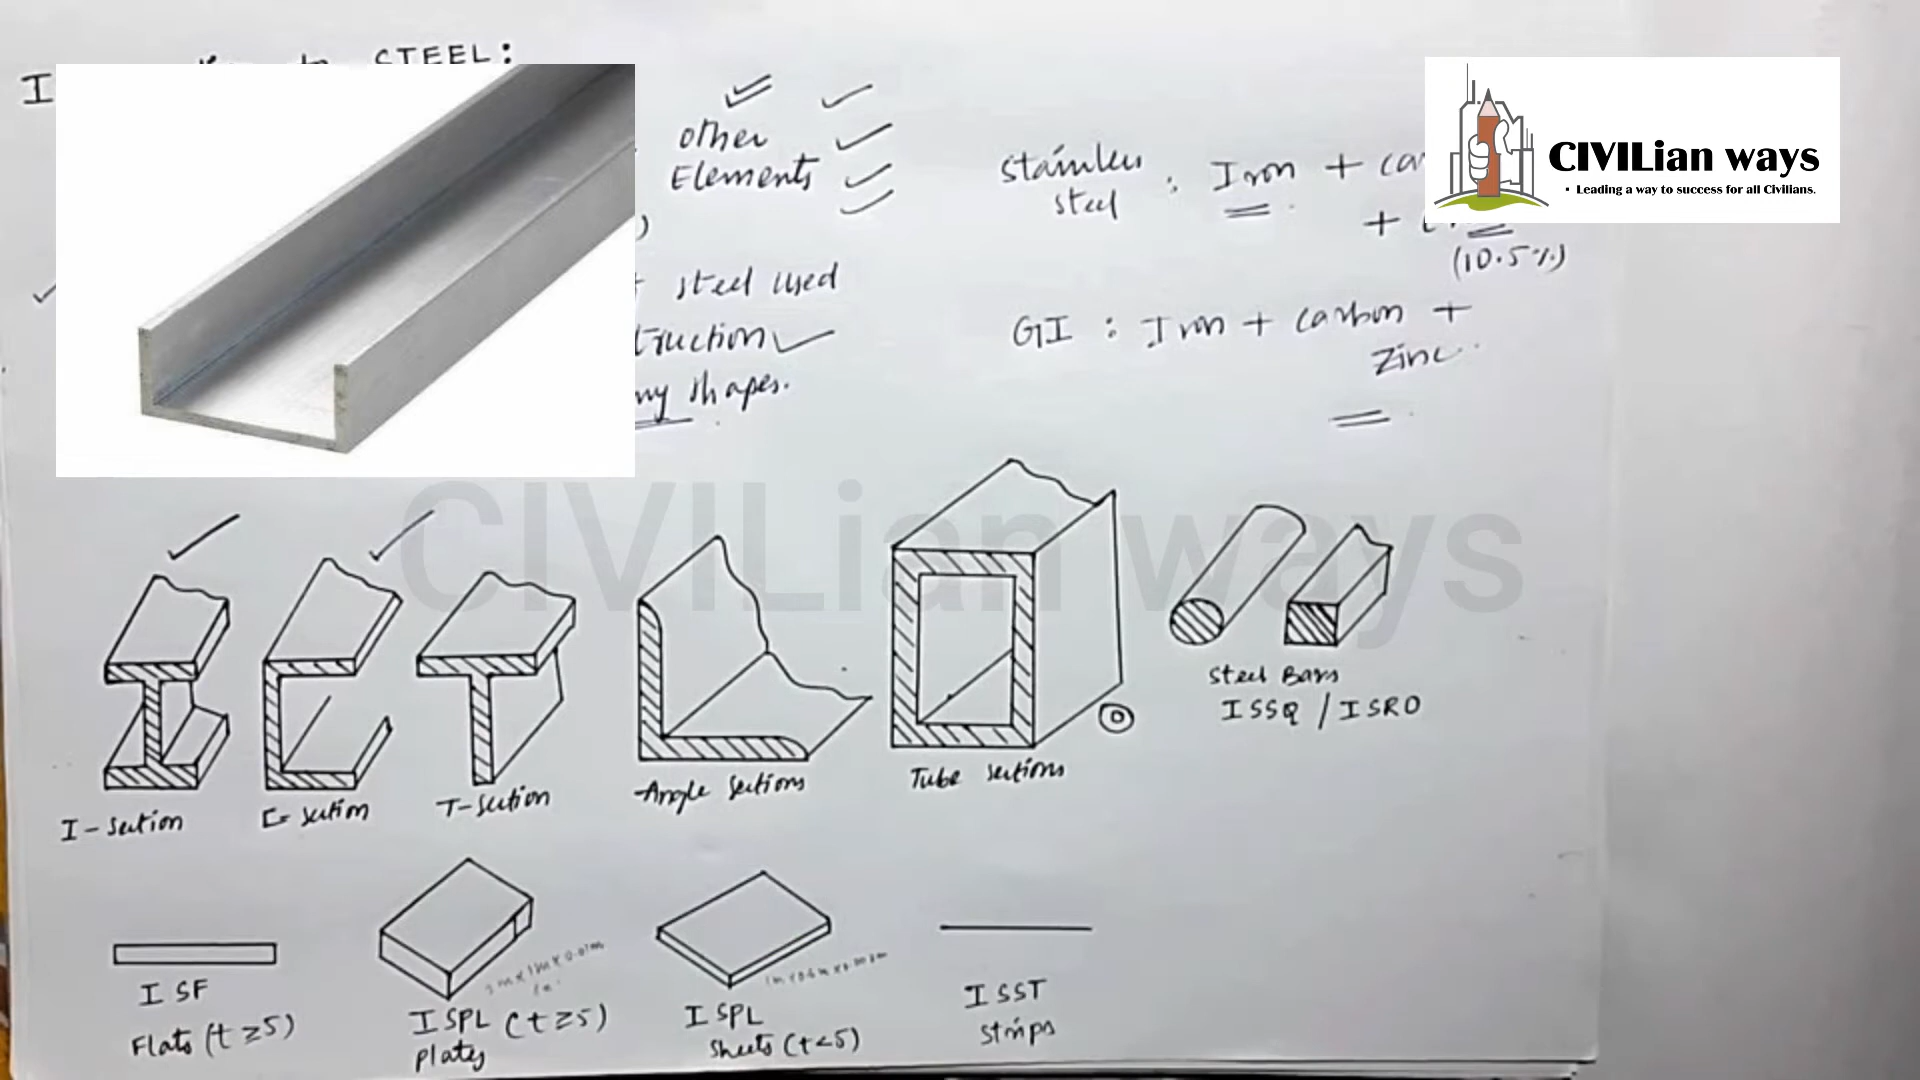 STEEL:
other
Elements
steel used
truction
my shapes.
Stainless
steel : Iron +
+
(10.5%)
GI : Iron + carbon +
Zinc
CIVILian ways
• Leading a way to success for all Civilians.
CIVILian ways
Steel Bars
ISSQ / ISRO
I-Section
C-Section
T-Section
Angle Sections
Tube sections
ISF
Flats (t ≥5)
ISPL (t ≥5)
plates
ISPL
Sheets (t <5)
ISST
Strips